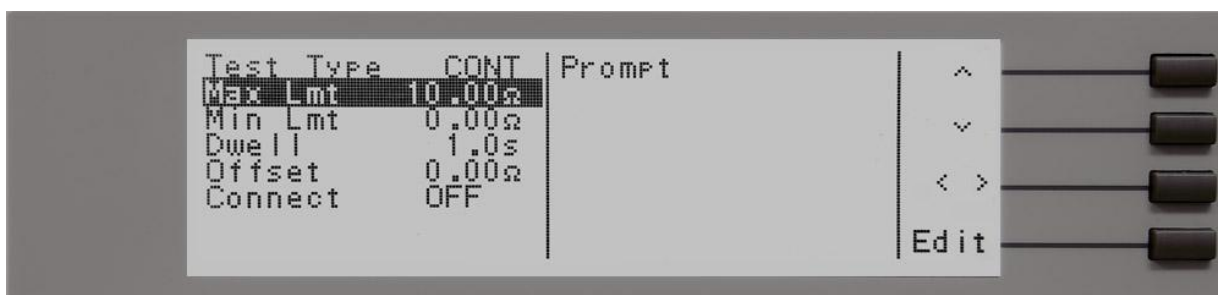 Test Type CONT
Max Lmt 10.00Ω
Min Lmt 0.00Ω
Dwell 1.0s
Offset 0.00Ω
Connect OFF
Prompt
^
v
< >
Edit